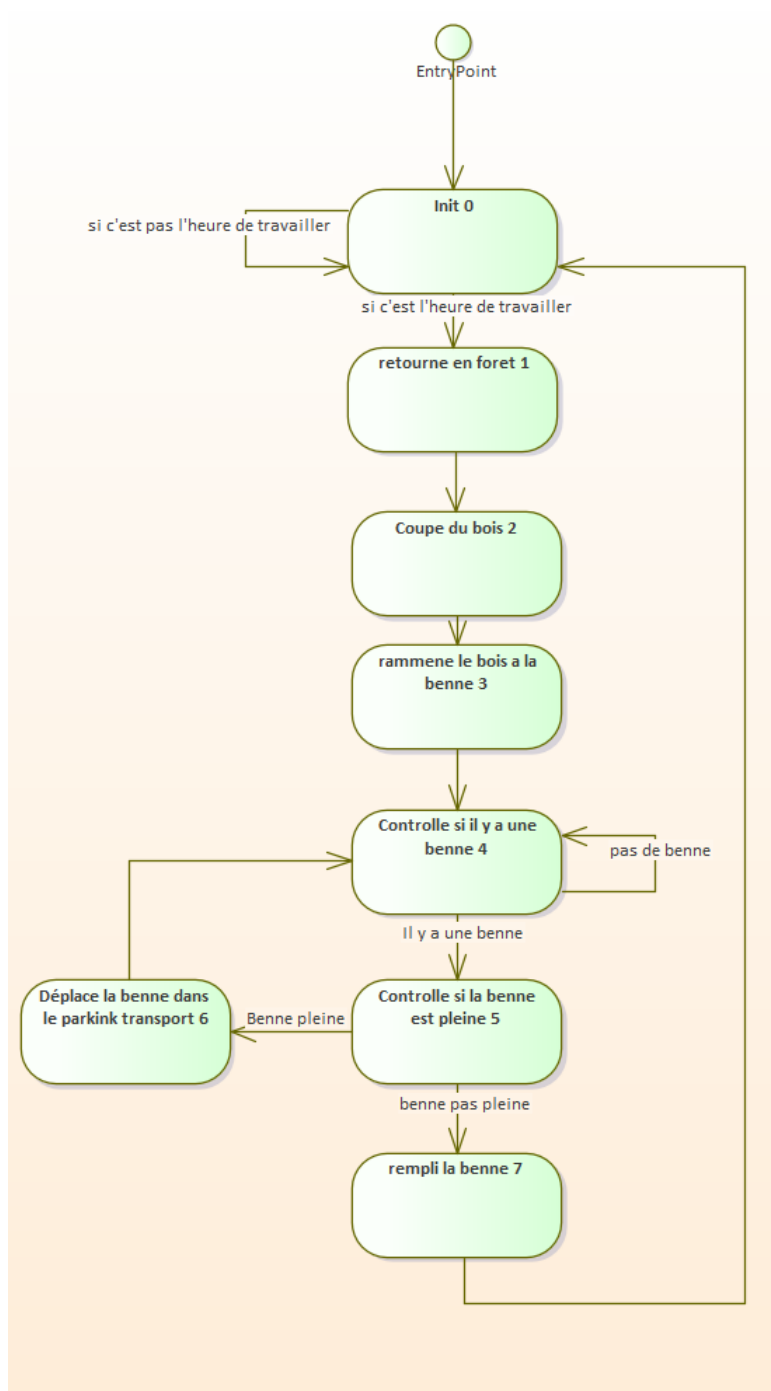 EntryPoint
Init 0
si c'est pas l'heure de travailler
si c'est l'heure de travailler
retourne en foret 1
Coupe du bois 2
rammene le bois a la
benne 3
Controlle si il y a une
benne 4
pas de benne
Il y a une benne
Déplace la benne dans
le parkink transport 6
Benne pleine
Controlle si la benne
est pleine 5
benne pas pleine
rempli la benne 7